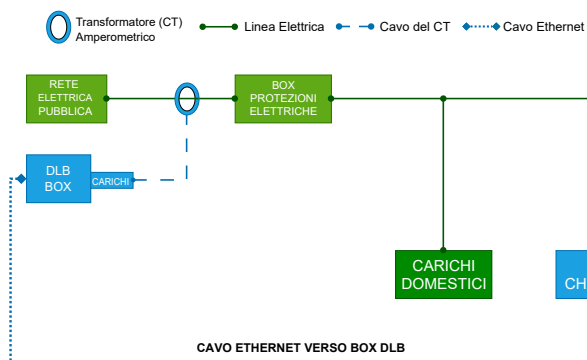 Transformatore (CT)
Amperometrico
Linea Elettrica
Cavo del CT
Cavo Ethernet
RETE
ELETTRICA
PUBBLICA
BOX
PROTEZIONI
ELETTRICHE
DLB
BOX
CARICHI
CARICHI
DOMESTICI
CH
CAVO ETHERNET VERSO BOX DLB